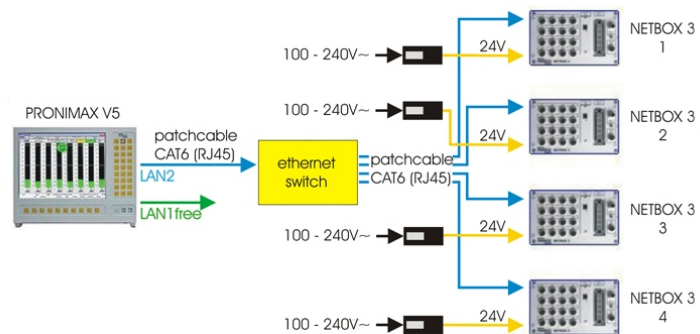 100 - 240V~
24V
NETBOX 3
1
100 - 240V~
24V
NETBOX 3
2
PRONIMAX V5
patchcable
CAT6 (RJ45)
LAN2
LAN1free
ethernet
switch
patchcable
CAT6 (RJ45)
100 - 240V~
24V
NETBOX 3
3
100 - 240V~
24V
NETBOX 3
4